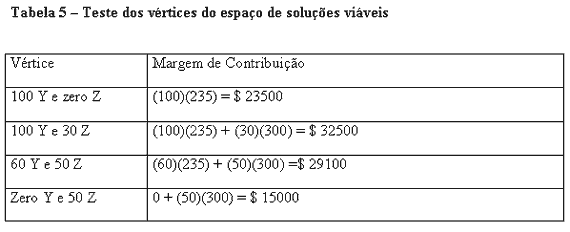 Tabela 5 – Teste dos vértices do espaço de soluções viáveis
Vértice Margem de Contribuição
100 Y e zero Z (100)(235) = $ 23500
100 Y e 30 Z (100)(235) + (30)(300) = $ 32500
60 Y e 50 Z (60)(235) + (50)(300) =$ 29100
Zero Y e 50 Z 0 + (50)(300) = $ 15000